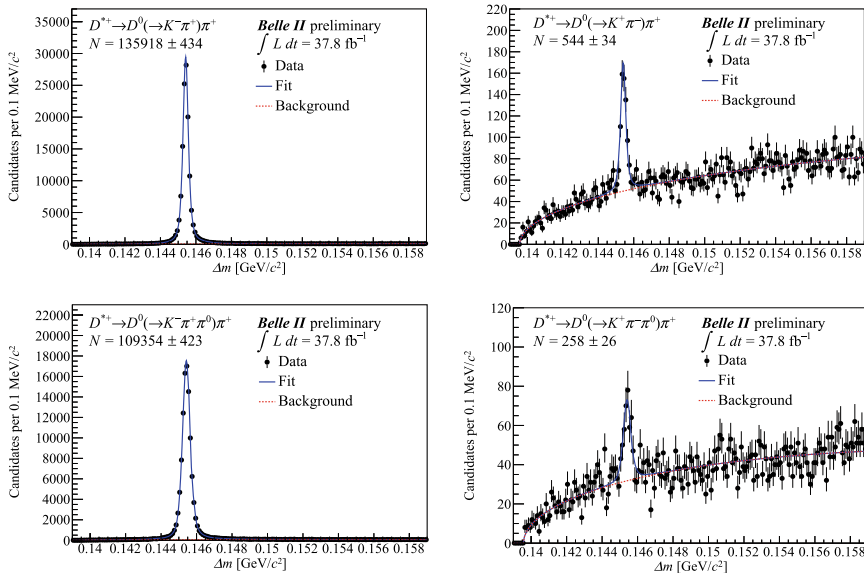 D*+→D0(→K−π+)π+
N = 135918 ± 434
Belle II preliminary
∫ L dt = 37.8 fb−1
Data
Fit
Background
Candidates per 0.1 MeV/c2
35000
30000
25000
20000
15000
10000
5000
0
0.14 0.142 0.144 0.146 0.148 0.15 0.152 0.154 0.156 0.158
Δm [GeV/c2]
D*+→D0(→K+π−)π+
N = 544 ± 34
Belle II preliminary
∫ L dt = 37.8 fb−1
Data
Fit
Background
Candidates per 0.1 MeV/c2
220
200
180
160
140
120
100
80
60
40
20
0
0.14 0.142 0.144 0.146 0.148 0.15 0.152 0.154 0.156 0.158
Δm [GeV/c2]
D*+→D0(→K−π+π0)π+
N = 109354 ± 423
Belle II preliminary
∫ L dt = 37.8 fb−1
Data
Fit
Background
Candidates per 0.1 MeV/c2
22000
20000
18000
16000
14000
12000
10000
8000
6000
4000
2000
0
0.14 0.142 0.144 0.146 0.148 0.15 0.152 0.154 0.156 0.158
Δm [GeV/c2]
D*+→D0(→K+π−π0)π+
N = 258 ± 26
Belle II preliminary
∫ L dt = 37.8 fb−1
Data
Fit
Background
Candidates per 0.1 MeV/c2
120
100
80
60
40
20
0
0.14 0.142 0.144 0.146 0.148 0.15 0.152 0.154 0.156 0.158
Δm [GeV/c2]